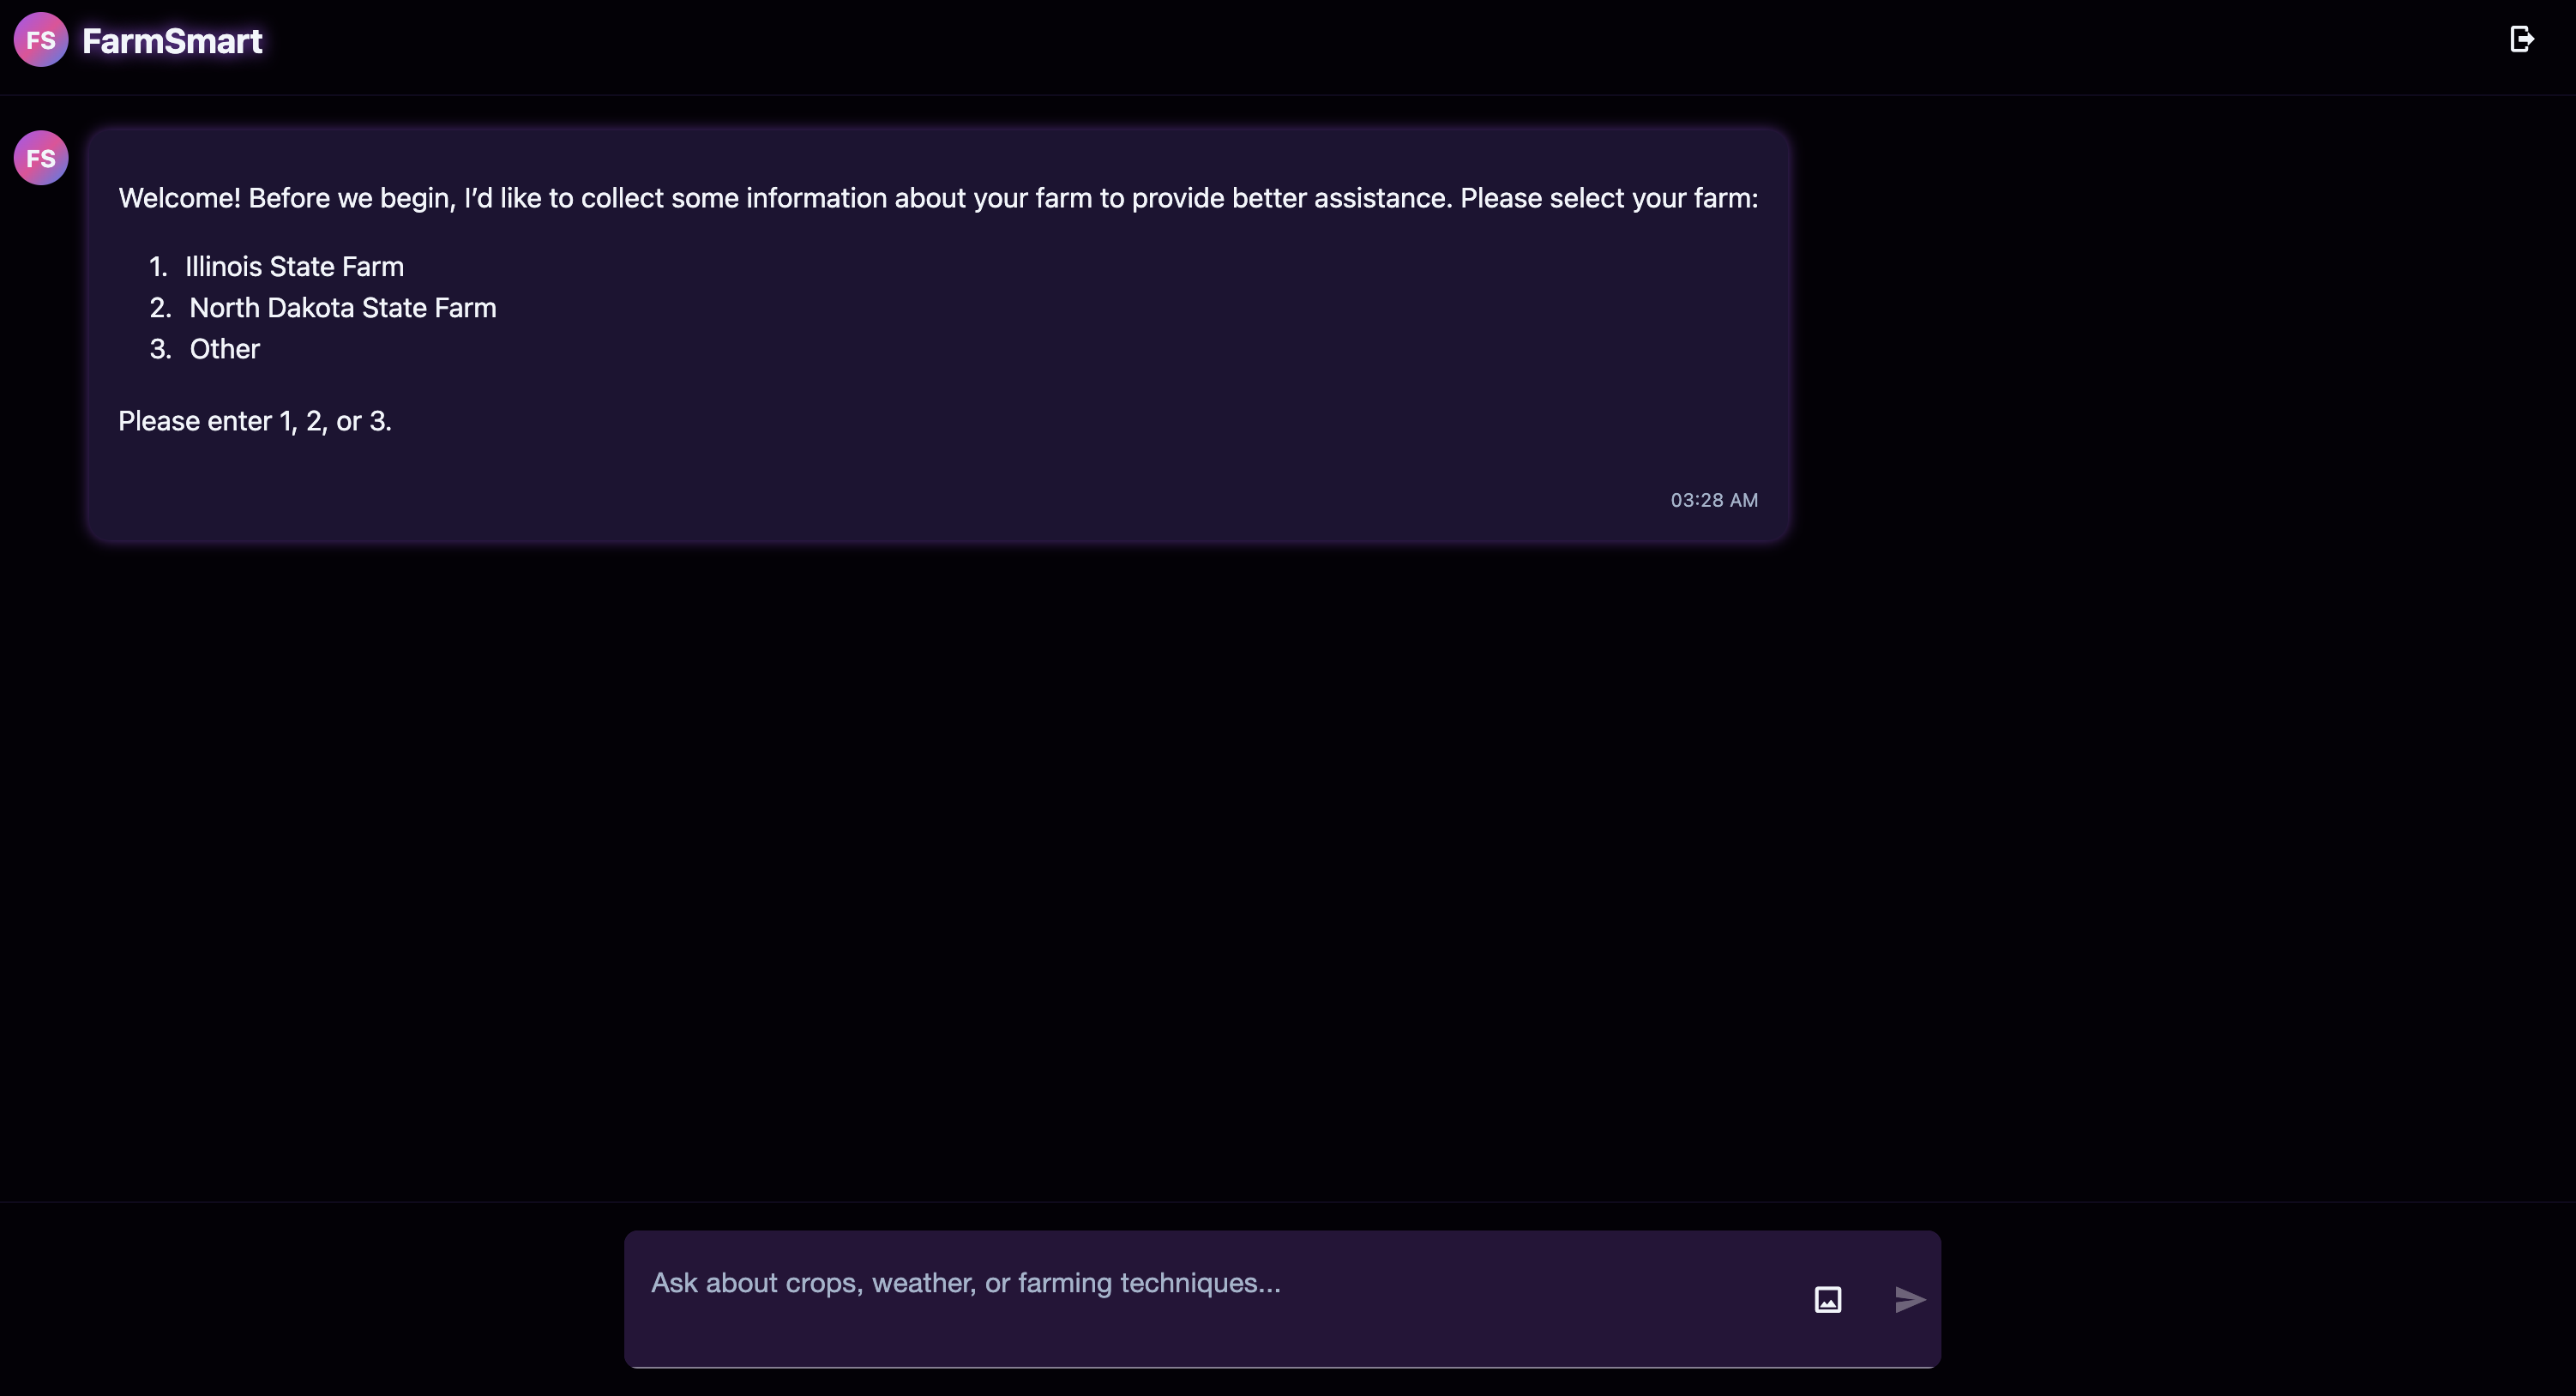 FS FarmSmart
FS
Welcome! Before we begin, I’d like to collect some information about your farm to provide better assistance. Please select your farm:
1. Illinois State Farm
2. North Dakota State Farm
3. Other
Please enter 1, 2, or 3.
03:28 AM
Ask about crops, weather, or farming techniques...